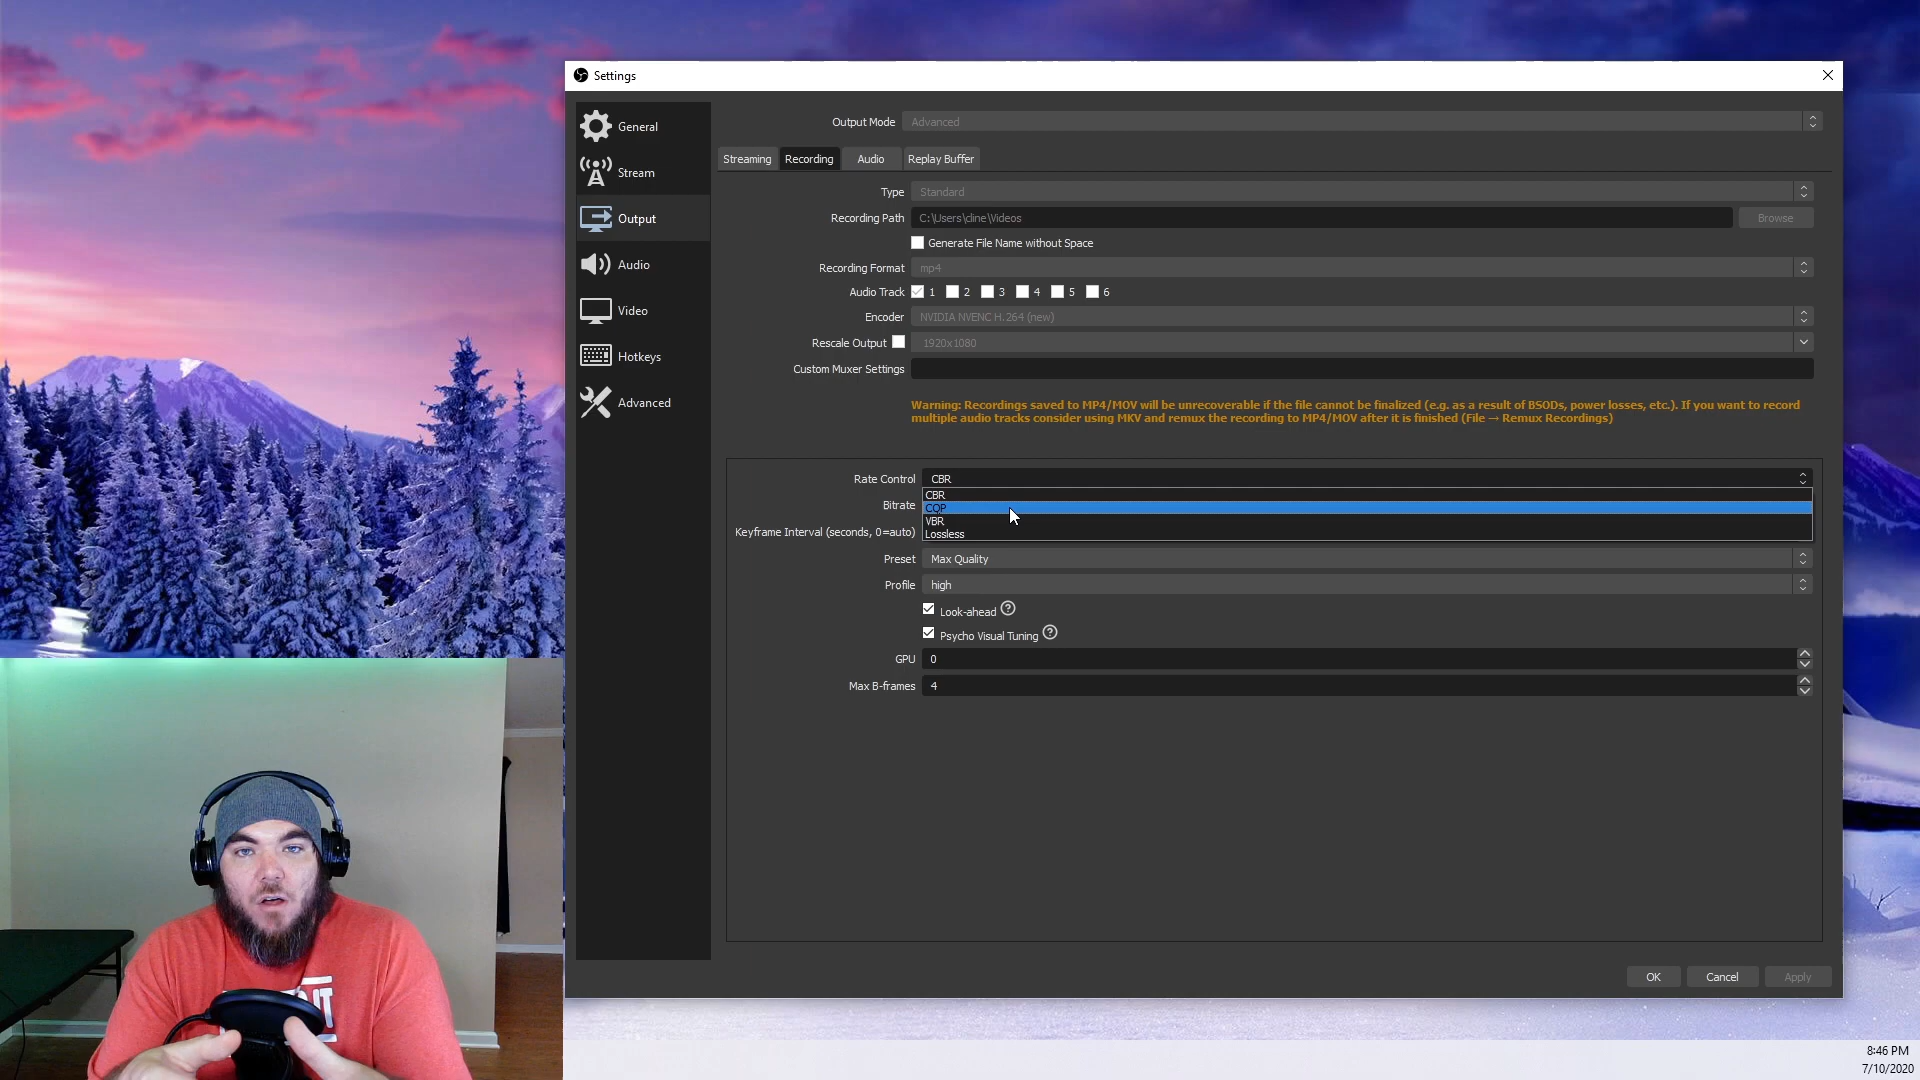 Settings
General
Stream
Output
Audio
Video
Hotkeys
Advanced
Output Mode Advanced
Streaming Recording Audio Replay Buffer
Type Standard
Recording Path C:\Users\cline\Videos Browse
Generate File Name without Space
Recording Format mp4
Audio Track 1 2 3 4 5 6
Encoder NVIDIA NVENC H.264 (new)
Rescale Output 1920x1080
Custom Muxer Settings
Warning: Recordings saved to MP4/MOV will be unrecoverable if the file cannot be finalized (e.g. as a result of BSODs, power losses, etc.). If you want to record
multiple audio tracks consider using MKV and remux the recording to MP4/MOV after it is finished (File → Remux Recordings)
Rate Control CBR
CBR
Bitrate CQP
VBR
Keyframe Interval (seconds, 0=auto) Lossless
Preset Max Quality
Profile high
Look-ahead ?
Psycho Visual Tuning ?
GPU 0
Max B-frames 4
OK Cancel Apply
8:46 PM
7/10/2020